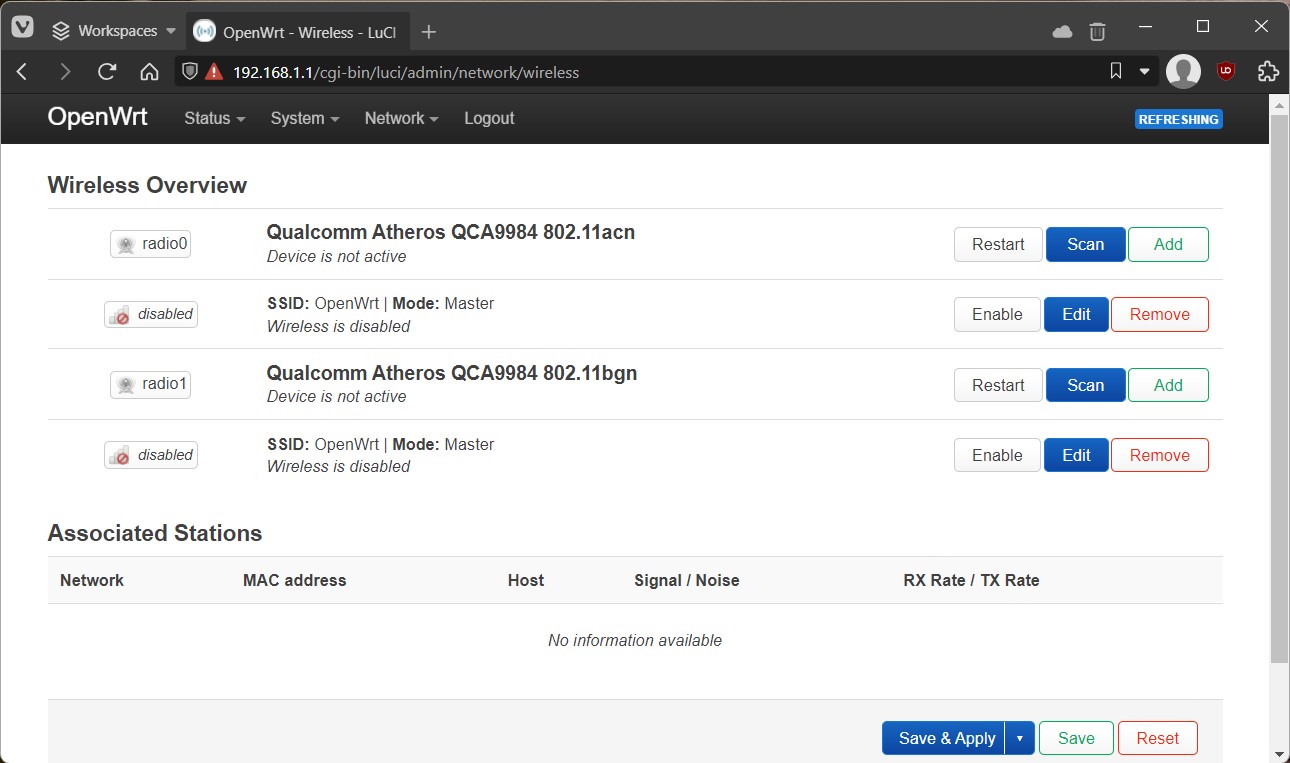 Workspaces
OpenWrt - Wireless - LuCI
192.168.1.1/cgi-bin/luci/admin/network/wireless
OpenWrt Status System Network Logout REFRESHING
Wireless Overview
radio0 Qualcomm Atheros QCA9984 802.11acn Restart Scan Add
Device is not active
disabled SSID: OpenWrt | Mode: Master Enable Edit Remove
Wireless is disabled
radio1 Qualcomm Atheros QCA9984 802.11bgn Restart Scan Add
Device is not active
disabled SSID: OpenWrt | Mode: Master Enable Edit Remove
Wireless is disabled
Associated Stations
Network MAC address Host Signal / Noise RX Rate / TX Rate
No information available
Save & Apply Save Reset